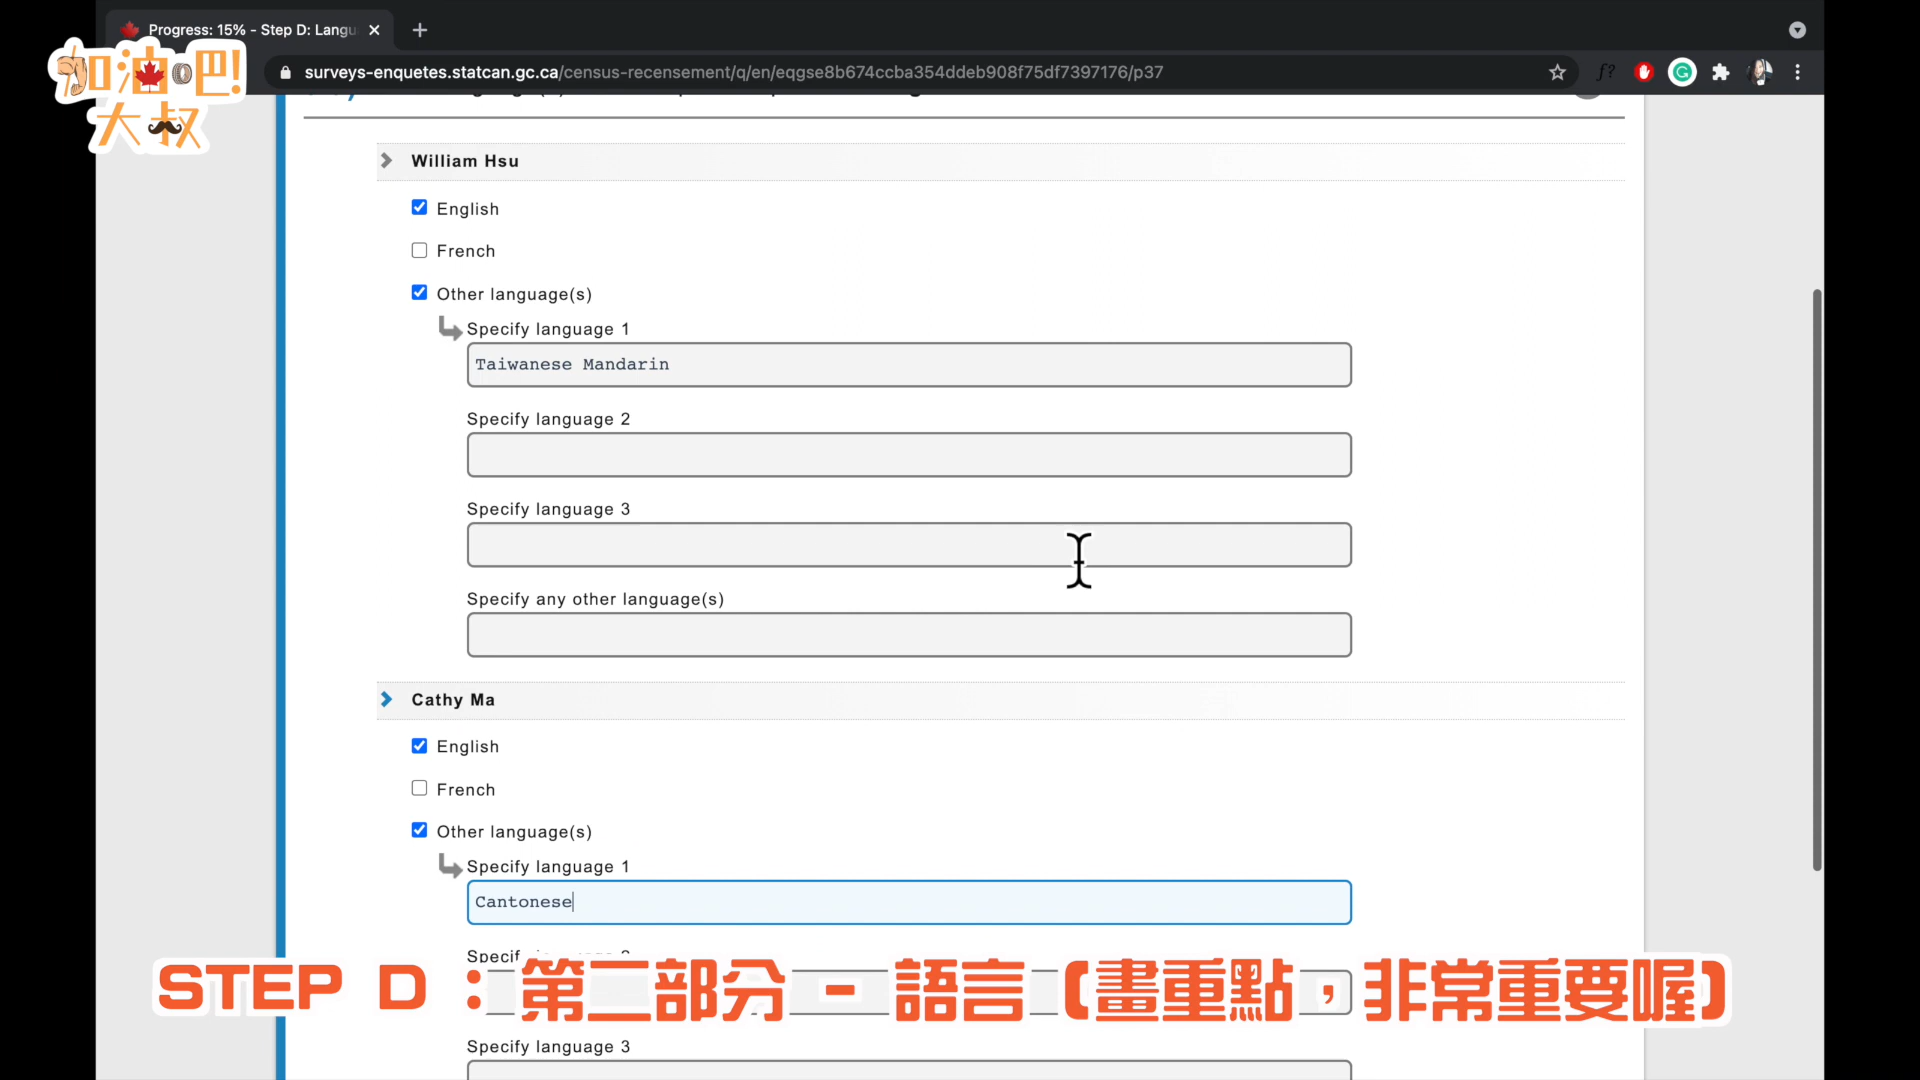 Progress: 15% - Step D: Langu
加油吧!
大叔
surveys-enquetes.statcan.gc.ca/census-recensement/q/en/eqgse8b674ccba354ddeb908f75df7397176/p37
William Hsu
English
French
Other language(s)
Specify language 1
Taiwanese Mandarin
Specify language 2
Specify language 3
Specify any other language(s)
Cathy Ma
English
French
Other language(s)
Specify language 1
Cantonese
STEP D：第二部分 - 語言（畫重點，非常重要喔）
Specify language 3